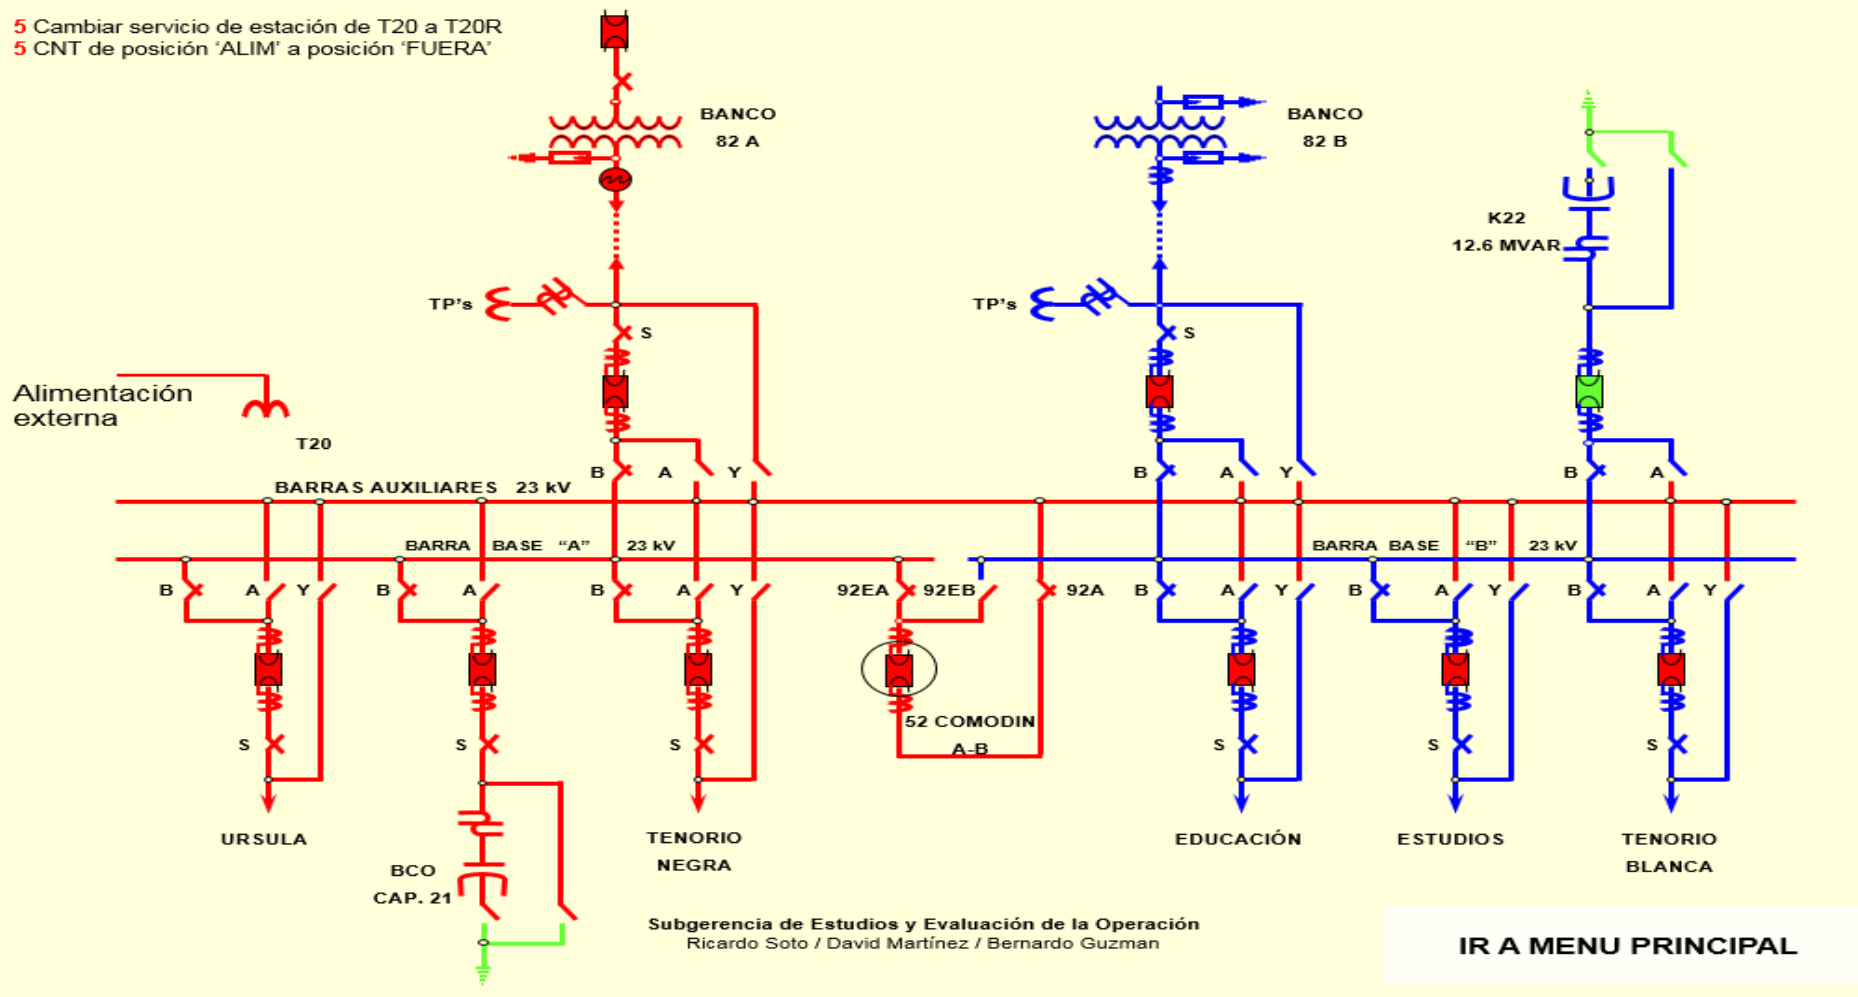 5 Cambiar servicio de estación de T20 a T20R
5 CNT de posición ‘ALIM’ a posición ‘FUERA’
BANCO
82 A
BANCO
82 B
K22
12.6 MVAR
TP's
S
TP's
S
Alimentación
externa
T20
B A Y
B A Y
B A
BARRAS AUXILIARES 23 kV
BARRA BASE “A” 23 kV
BARRA BASE “B” 23 kV
B A Y
B A
B A Y
92EA 92EB 92A
B A Y
B A Y
B A Y
52 COMODIN
A-B
S
S
S
S
S
S
URSULA
BCO
CAP. 21
TENORIO
NEGRA
EDUCACIÓN
ESTUDIOS
TENORIO
BLANCA
Subgerencia de Estudios y Evaluación de la Operación
Ricardo Soto / David Martínez / Bernardo Guzman
IR A MENU PRINCIPAL